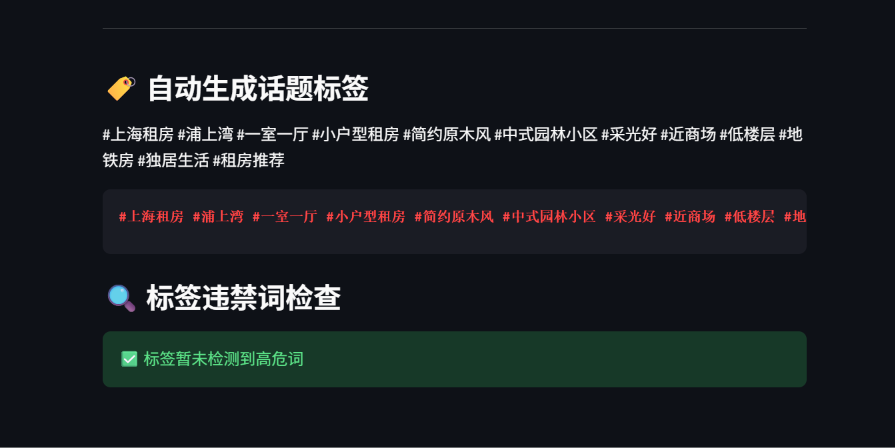 自动生成话题标签
#上海租房 #浦上湾 #一室一厅 #小户型租房 #简约原木风 #中式园林小区 #采光好 #近商场 #低楼层 #地
铁房 #独居生活 #租房推荐
#上海租房 #浦上湾 #一室一厅 #小户型租房 #简约原木风 #中式园林小区 #采光好 #近商场 #低楼层 #地
标签违禁词检查
标签暂未检测到高危词